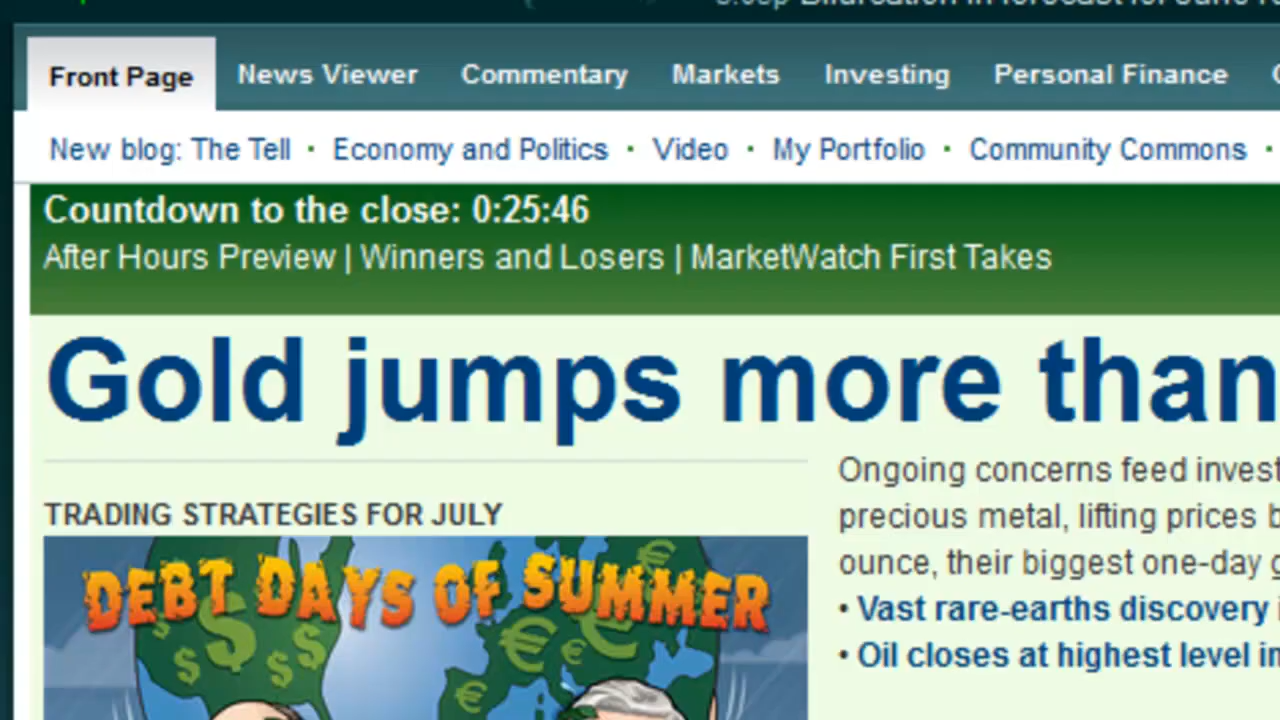 Front Page News Viewer Commentary Markets Investing Personal Finance
New blog: The Tell · Economy and Politics · Video · My Portfolio · Community Commons ·
Countdown to the close: 0:25:46
After Hours Preview | Winners and Losers | MarketWatch First Takes
Gold jumps more than
TRADING STRATEGIES FOR JULY
DEBT DAYS OF SUMMER
Ongoing concerns feed invest
precious metal, lifting prices b
ounce, their biggest one-day g
• Vast rare-earths discovery i
• Oil closes at highest level in